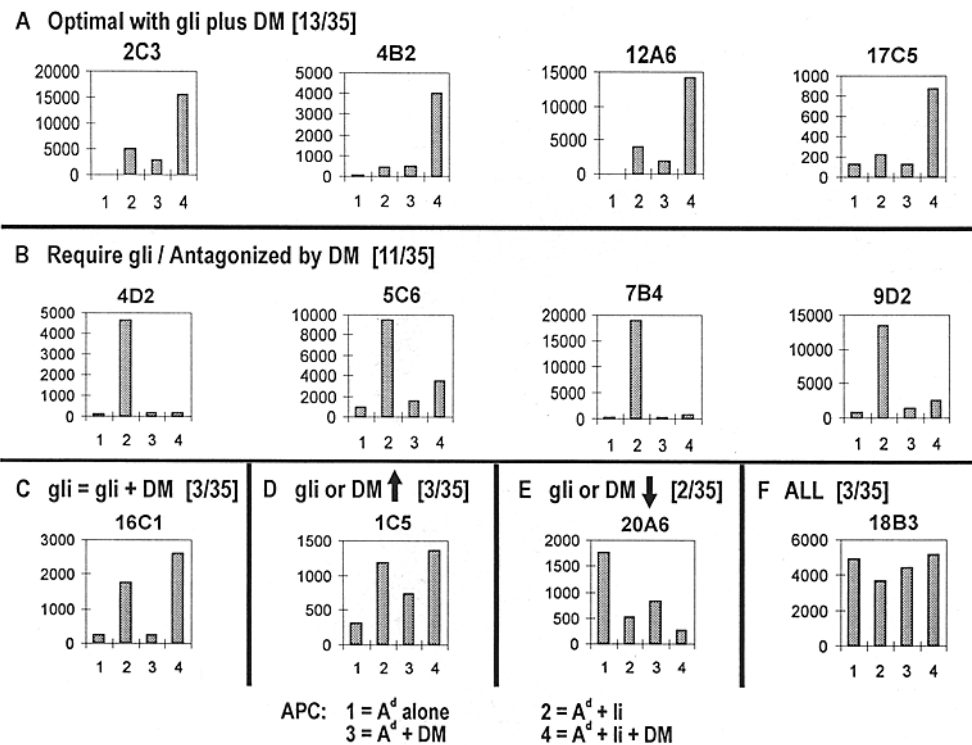 A Optimal with gli plus DM [13/35]
2C3 4B2 12A6 17C5
20000 15000 10000 5000 0
5000 4000 3000 2000 1000 0
15000 10000 5000 0
1000 800 600 400 200 0
1 2 3 4 1 2 3 4 1 2 3 4 1 2 3 4
B Require gli / Antagonized by DM [11/35]
4D2 5C6 7B4 9D2
5000 4000 3000 2000 1000 0
10000 8000 6000 4000 2000 0
20000 15000 10000 5000 0
15000 10000 5000 0
1 2 3 4 1 2 3 4 1 2 3 4 1 2 3 4
C gli = gli + DM [3/35]
16C1
3000 2000 1000 0
1 2 3 4
D gli or DM [3/35]
1C5
1500 1000 500 0
1 2 3 4
E gli or DM [2/35]
20A6
2000 1500 1000 500 0
1 2 3 4
F ALL [3/35]
18B3
6000 4000 2000 0
1 2 3 4
APC: 1 = Aᵈ alone 2 = Aᵈ + Ii
3 = Aᵈ + DM 4 = Aᵈ + Ii + DM